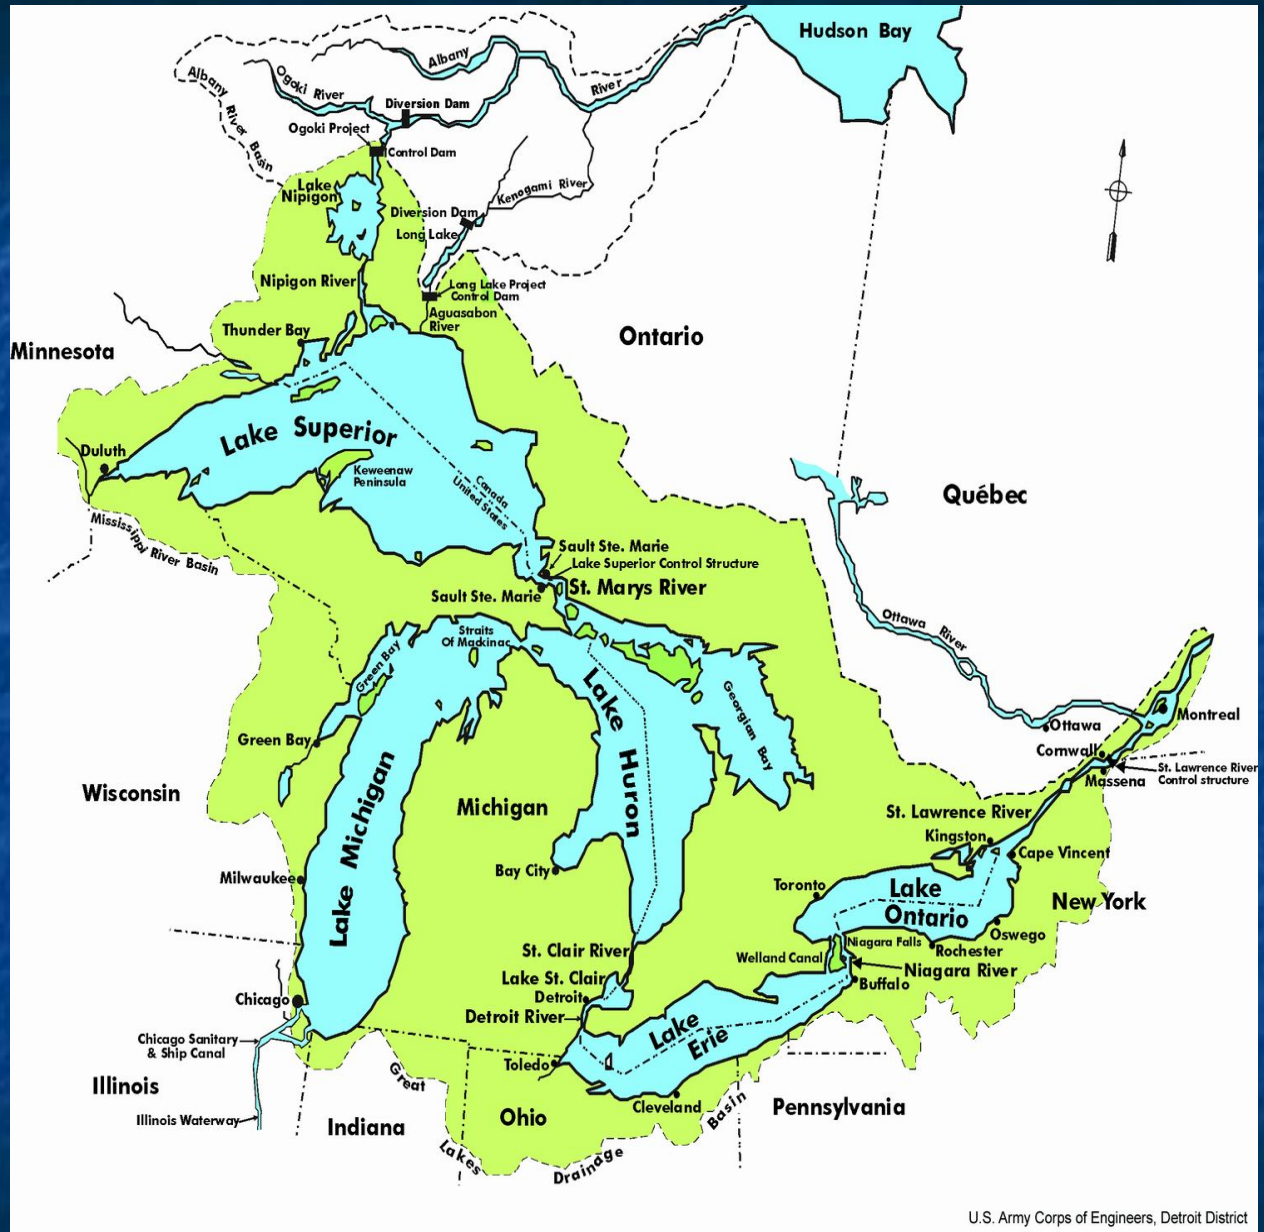 Hudson Bay
Albany
River
Albany River Basin
Ogoki River
Diversion Dam
Ogoki Project
Control Dam
Lake
Nipigon
Kenogami River
Diversion Dam
Long Lake
Nipigon River
Long Lake Project
Control Dam
Aguasabon
River
Thunder Bay
Minnesota
Ontario
Lake Superior
Duluth
Keweenaw
Peninsula
Canada
United States
Québec
Mississippi River Basin
Sault Ste. Marie
Lake Superior Control Structure
St. Marys River
Sault Ste. Marie
Straits
Of Mackinac
Green Bay
Ottawa River
Lake Huron
Georgian Bay
Green Bay
Ottawa
Montreal
Cornwall
St. Lawrence River
Control structure
Massena
Wisconsin
Lake Michigan
Michigan
St. Lawrence River
Kingston
Cape Vincent
Bay City
Milwaukee
Toronto
Lake
Ontario
New York
Oswego
Niagara Falls
Rochester
Welland Canal
Niagara River
Buffalo
St. Clair River
Lake St. Clair
Detroit
Detroit River
Chicago
Chicago Sanitary
& Ship Canal
Lake
Erie
Toledo
Cleveland
Illinois
Illinois Waterway
Indiana
Ohio
Pennsylvania
Great
Lakes
Drainage
Basin
U.S. Army Corps of Engineers, Detroit District